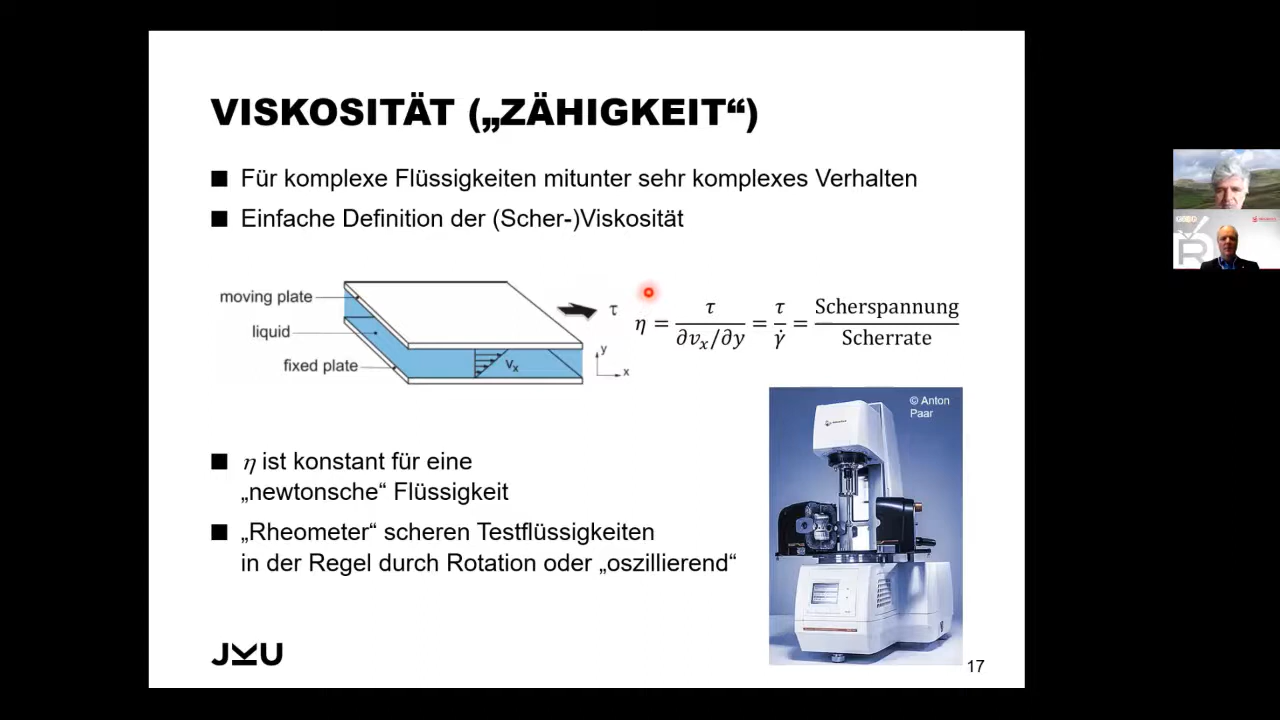 VISKOSITÄT („ZÄHIGKEIT“)
■ Für komplexe Flüssigkeiten mitunter sehr komplexes Verhalten
■ Einfache Definition der (Scher-)Viskosität
moving plate
liquid
fixed plate
v_x
τ
y
x
η = τ / (∂v_x/∂y) = τ / γ̇ = Scherspannung / Scherrate
© Anton
Paar
■ η ist konstant für eine
„newtonsche“ Flüssigkeit
■ „Rheometer“ scheren Testflüssigkeiten
in der Regel durch Rotation oder „oszillierend“
JKU
17